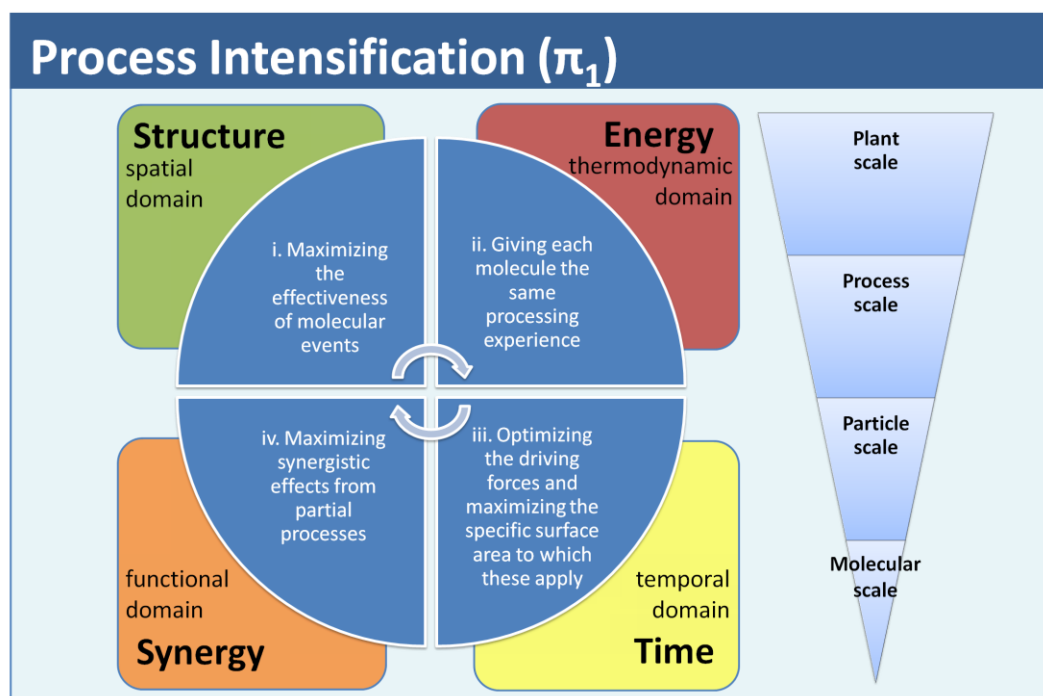 Process Intensification (π₁)
Structure
spatial
domain
Energy
thermodynamic
domain
i. Maximizing
the
effectiveness
of molecular
events
ii. Giving each
molecule the
same
processing
experience
iv. Maximizing
synergistic
effects from
partial
processes
iii. Optimizing
the driving
forces and
maximizing the
specific surface
area to which
these apply
functional
domain
Synergy
temporal
domain
Time
Plant
scale
Process
scale
Particle
scale
Molecular
scale